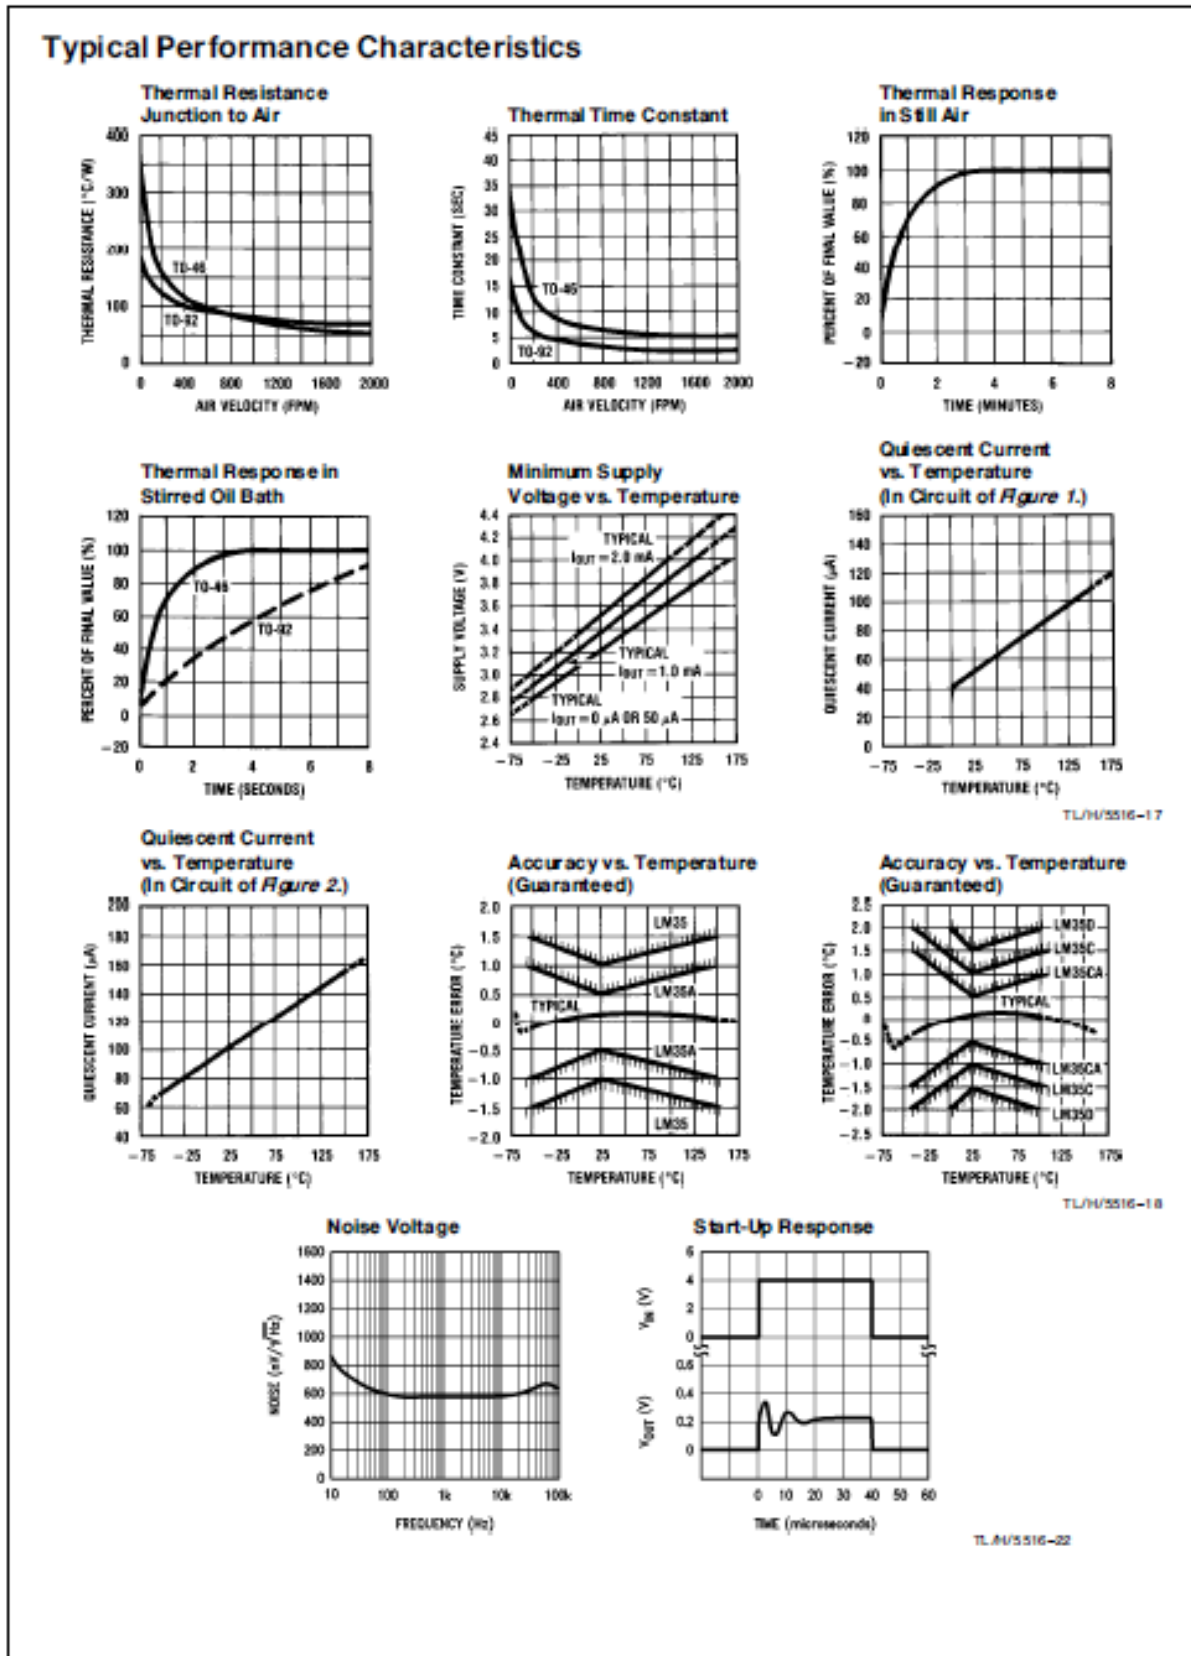 Typical Performance Characteristics
Thermal Resistance
Junction to Air
THERMAL RESISTANCE (°C/W)
400
300
200
100
0
TO-46
TO-92
0 400 800 1200 1600 2000
AIR VELOCITY (FPM)
Thermal Time Constant
TIME CONSTANT (SEC)
45
40
35
30
25
20
15
10
5
0
TO-46
TO-92
0 400 800 1200 1600 2000
AIR VELOCITY (FPM)
Thermal Response
in Still Air
PERCENT OF FINAL VALUE (%)
120
100
80
60
40
20
0
-20
0 2 4 6 8
TIME (MINUTES)
Thermal Response in
Stirred Oil Bath
PERCENT OF FINAL VALUE (%)
120
100
80
60
40
20
0
-20
TO-46
TO-92
0 2 4 6 8
TIME (SECONDS)
Minimum Supply
Voltage vs. Temperature
SUPPLY VOLTAGE (V)
4.4
4.2
4.0
3.8
3.6
3.4
3.2
3.0
2.8
2.6
2.4
TYPICAL
IOUT = 2.0 mA
TYPICAL
IOUT = 1.0 mA
TYPICAL
IOUT = 0 μA OR 50 μA
-75 -25 25 75 125 175
TEMPERATURE (°C)
Quiescent Current
vs. Temperature
(In Circuit of Figure 1.)
QUIESCENT CURRENT (μA)
160
140
120
100
80
60
40
20
0
-75 -25 25 75 125 175
TEMPERATURE (°C)
TL/H/5516-17
Quiescent Current
vs. Temperature
(In Circuit of Figure 2.)
QUIESCENT CURRENT (μA)
200
180
160
140
120
100
80
60
40
-75 -25 25 75 125 175
TEMPERATURE (°C)
Accuracy vs. Temperature
(Guaranteed)
TEMPERATURE ERROR (°C)
2.0
1.5
1.0
0.5
0
-0.5
-1.0
-1.5
-2.0
LM35
LM35A
TYPICAL
LM35A
LM35
-75 -25 25 75 125 175
TEMPERATURE (°C)
Accuracy vs. Temperature
(Guaranteed)
TEMPERATURE ERROR (°C)
2.5
2.0
1.5
1.0
0.5
0
-0.5
-1.0
-1.5
-2.0
-2.5
LM35D
LM35C
LM35CA
TYPICAL
LM35CA
LM35C
LM35D
-75 -25 25 75 125 175
TEMPERATURE (°C)
TL/H/5516-18
Noise Voltage
NOISE (nV/√Hz)
1600
1400
1200
1000
800
600
400
200
0
10 100 1k 10k 100k
FREQUENCY (Hz)
Start-Up Response
VIN (V)
6
4
2
0
VOUT (V)
0.6
0.4
0.2
0
0 10 20 30 40 50 60
TIME (microseconds)
TL/H/5516-22